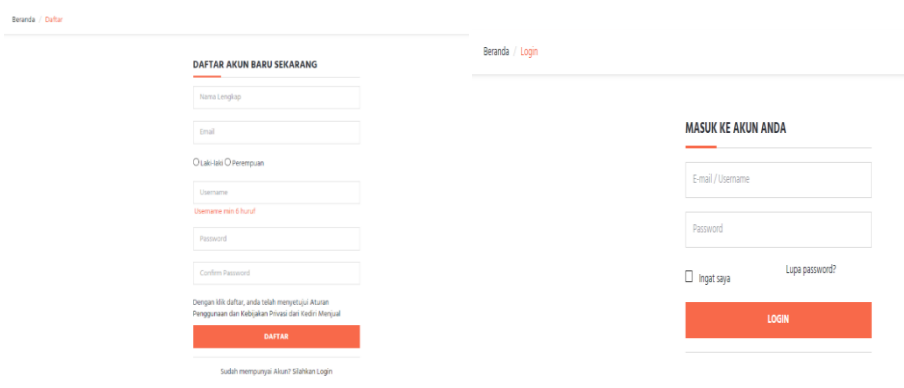 Beranda / Daftar
DAFTAR AKUN BARU SEKARANG
Nama Lengkap
Email
Laki-laki Perempuan
Username
Username min 6 huruf
Password
Confirm Password
Dengan klik daftar, anda telah menyetujui Aturan
Penggunaan dan Kebijakan Privasi dari Kediri Menjual
DAFTAR
Sudah mempunyai Akun? Silahkan Login
Beranda / Login
MASUK KE AKUN ANDA
E-mail / Username
Password
Ingat saya Lupa password?
LOGIN